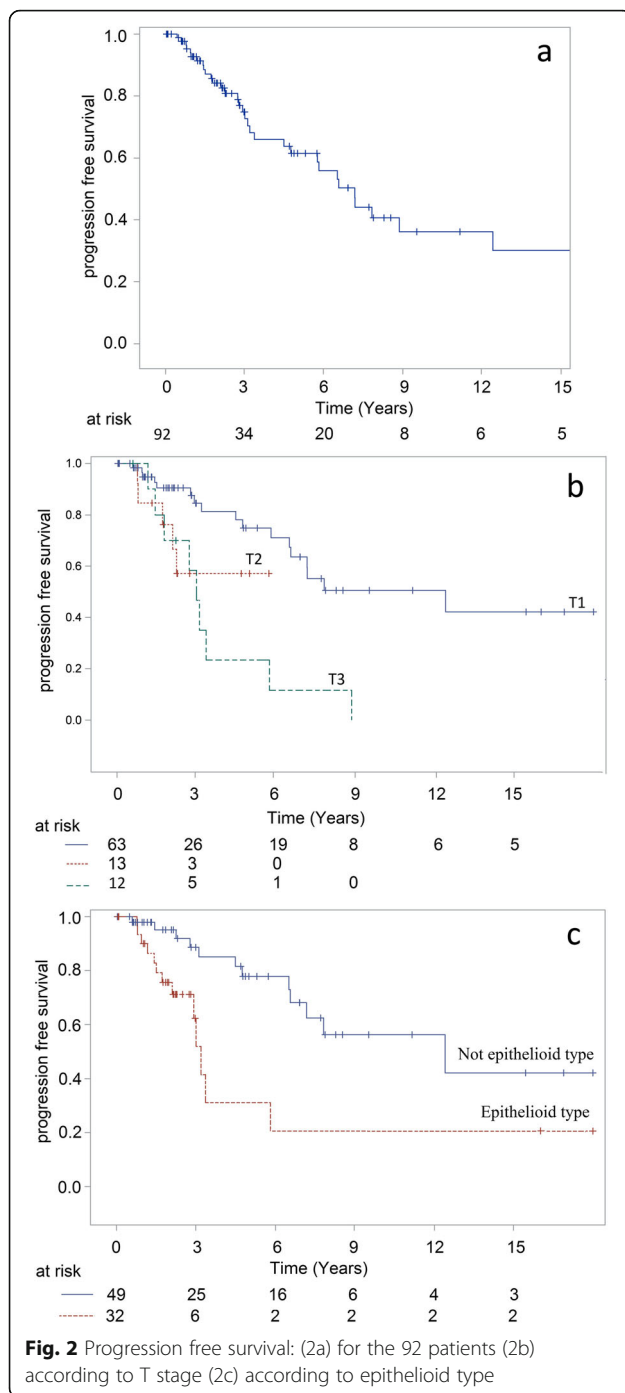 a
1.0
0.8
0.6
0.4
0.2
0.0
progression free survival
0 3 6 9 12 15
Time (Years)
at risk
92 34 20 8 6 5
b
1.0
0.8
0.6
0.4
0.2
0.0
progression free survival
T2
T1
T3
0 3 6 9 12 15
Time (Years)
at risk
63 26 19 8 6 5
13 3 0
12 5 1 0
c
1.0
0.8
0.6
0.4
0.2
0.0
progression free survival
Not epithelioid type
Epithelioid type
0 3 6 9 12 15
Time (Years)
at risk
49 25 16 6 4 3
32 6 2 2 2 2
Fig. 2 Progression free survival: (2a) for the 92 patients (2b)
according to T stage (2c) according to epithelioid type